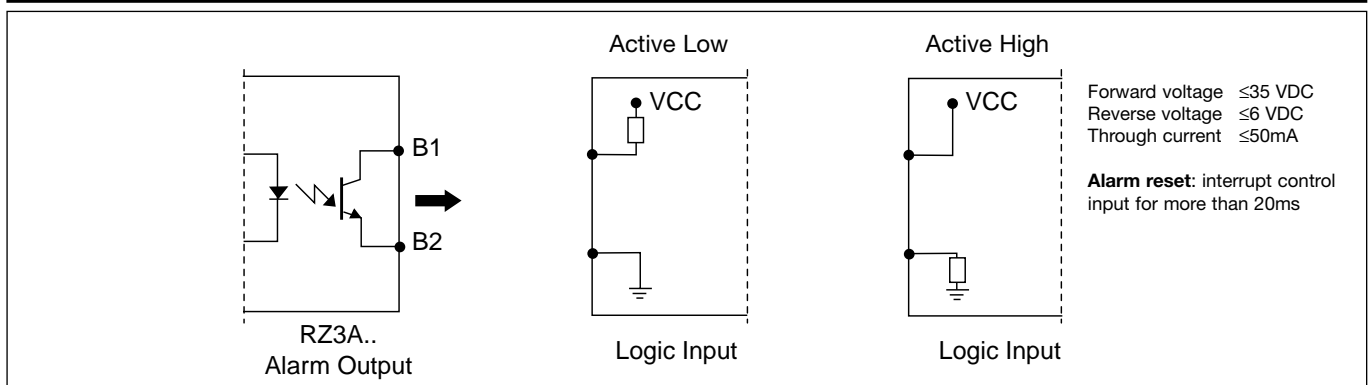 Active Low
Active High
VCC
VCC
Forward voltage ≤35 VDC
Reverse voltage ≤6 VDC
Through current ≤50mA
B1
Alarm reset: interrupt control
input for more than 20ms
B2
RZ3A..
Alarm Output
Logic Input
Logic Input